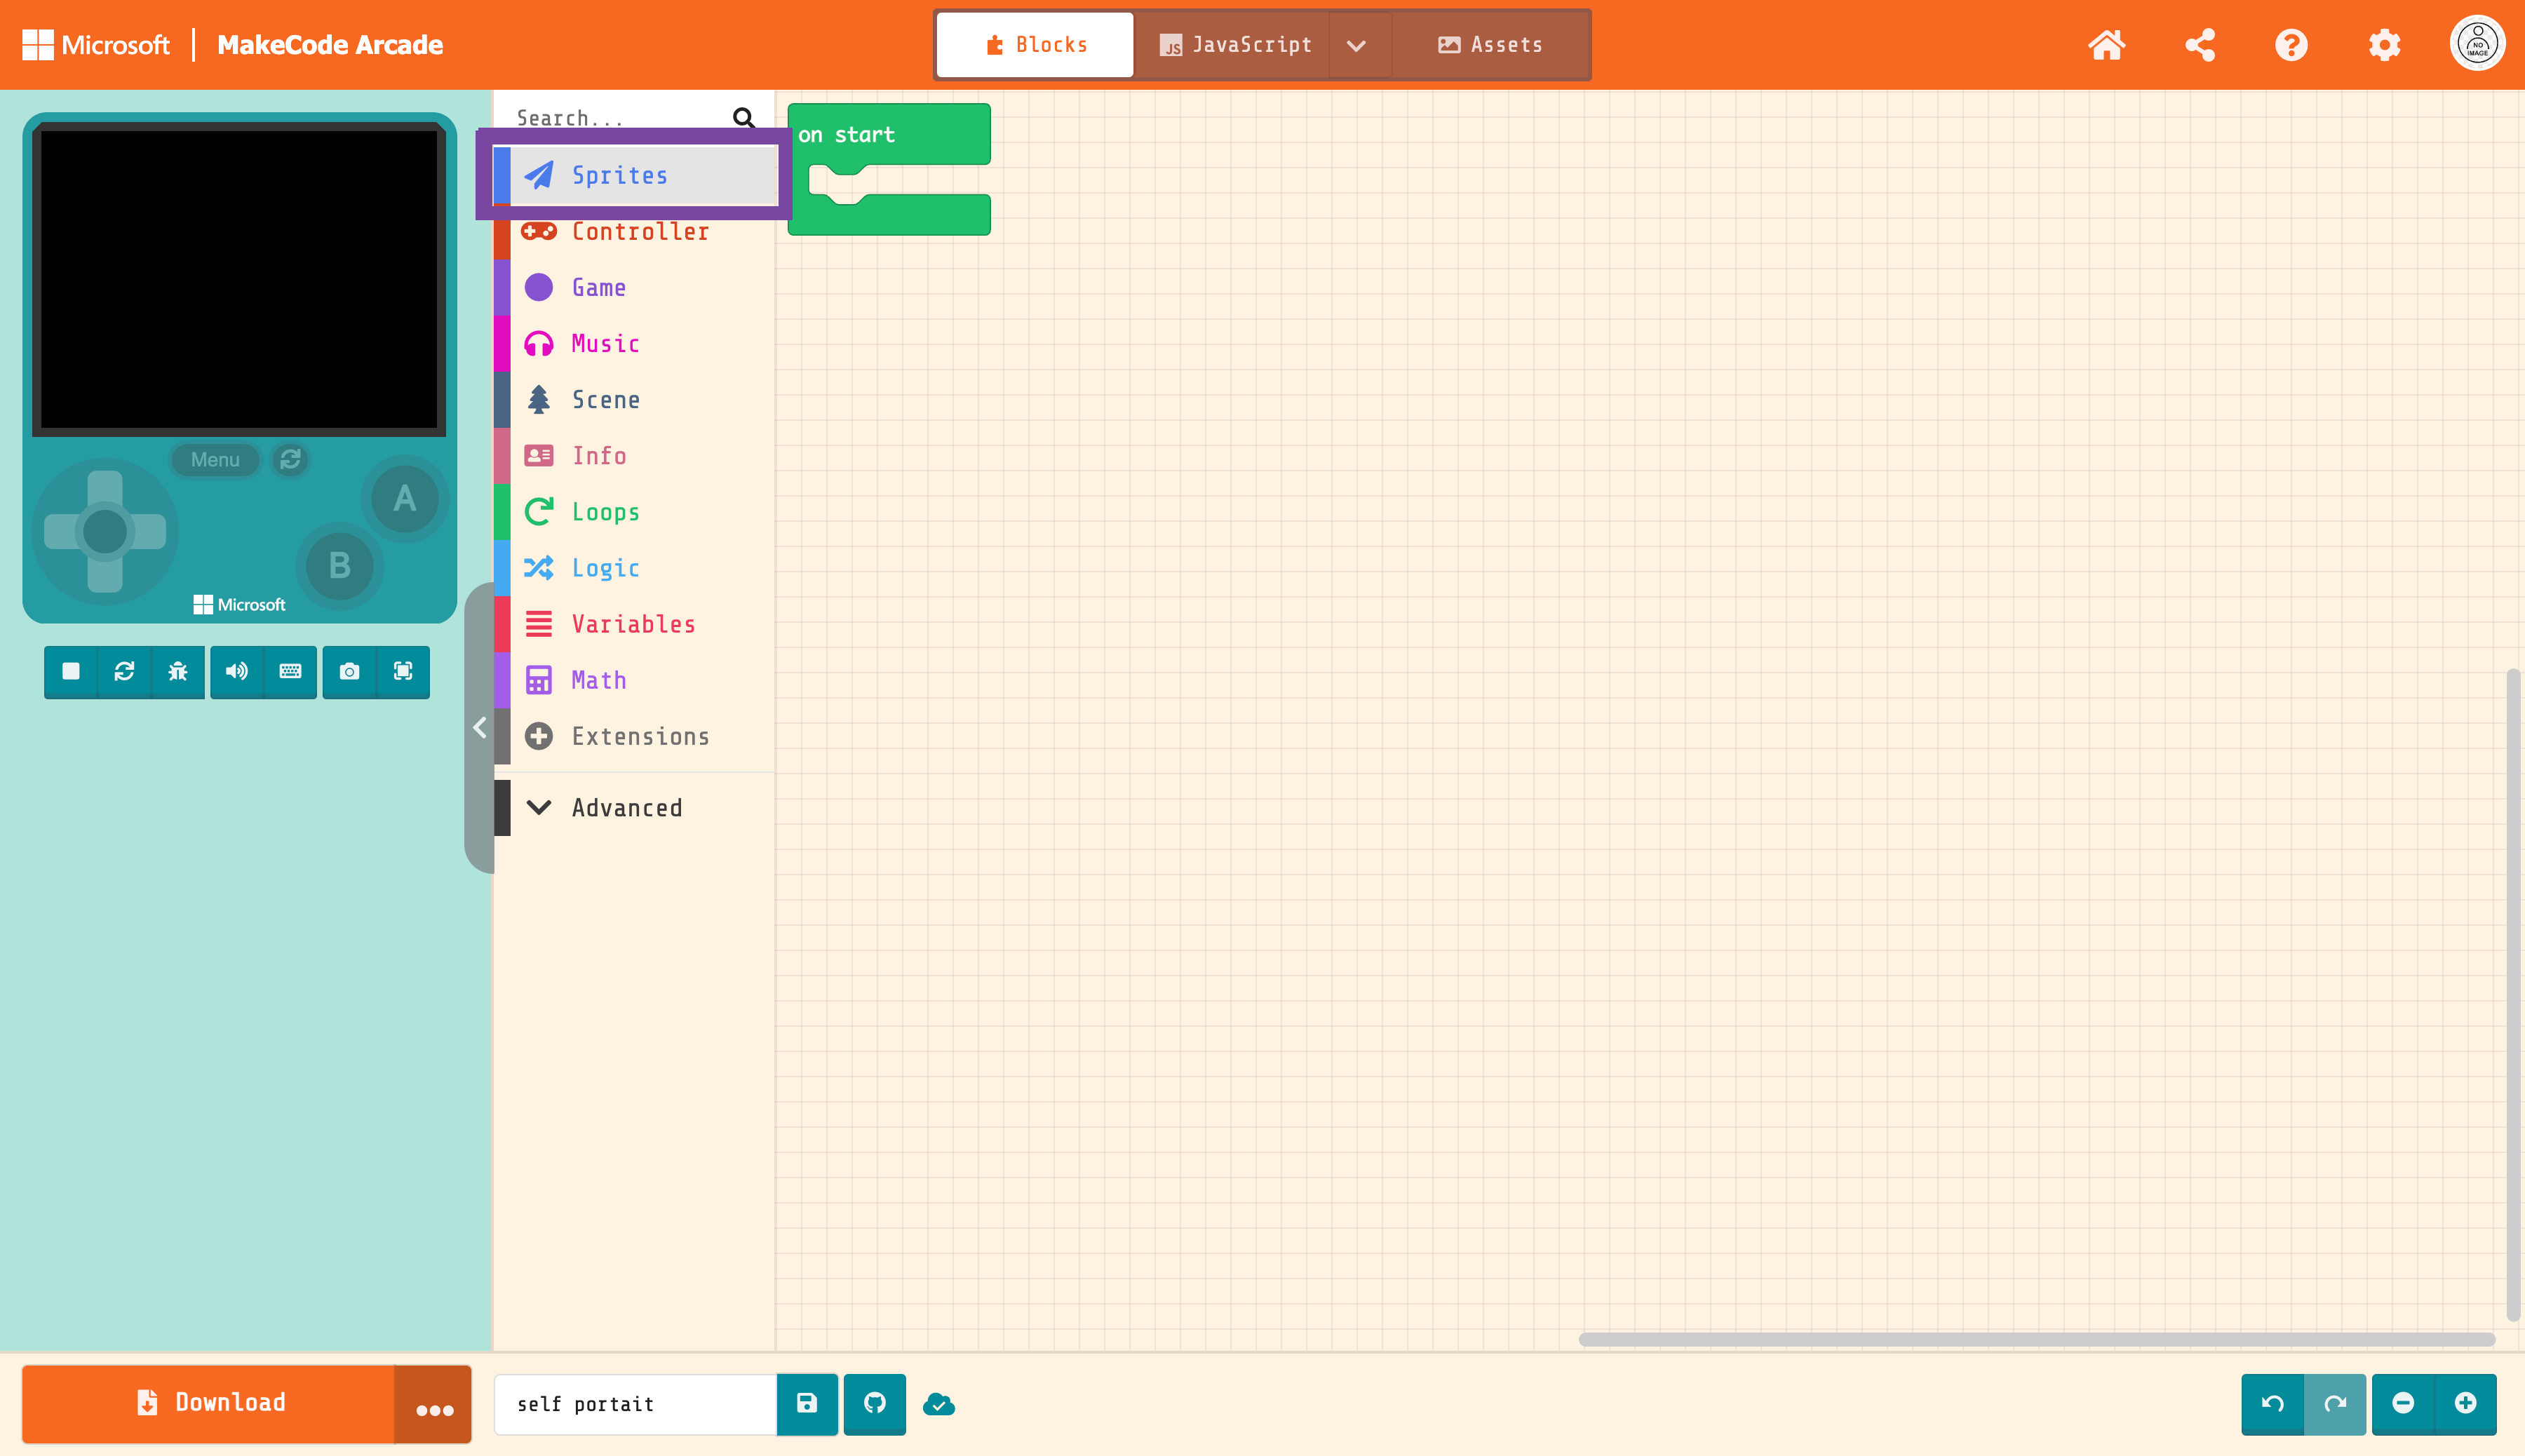 Microsoft | MakeCode Arcade
Blocks
JS JavaScript
Assets
NO IMAGE
Search...
on start
Sprites
Controller
Game
Music
Scene
Info
Loops
Logic
Variables
Math
Extensions
Advanced
Menu
A
B
Microsoft
Download
self portait